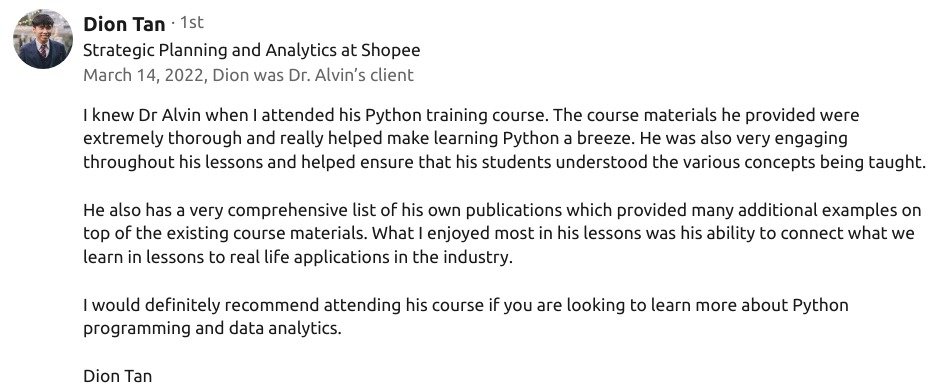 Dion Tan · 1st
Strategic Planning and Analytics at Shopee
March 14, 2022, Dion was Dr. Alvin’s client
I knew Dr Alvin when I attended his Python training course. The course materials he provided were
extremely thorough and really helped make learning Python a breeze. He was also very engaging
throughout his lessons and helped ensure that his students understood the various concepts being taught.
He also has a very comprehensive list of his own publications which provided many additional examples on
top of the existing course materials. What I enjoyed most in his lessons was his ability to connect what we
learn in lessons to real life applications in the industry.
I would definitely recommend attending his course if you are looking to learn more about Python
programming and data analytics.
Dion Tan